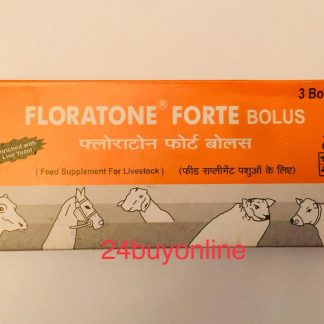 3 Bo
FLORATONE® FORTE BOLUS
फ्लोराटोन फोर्ट बोलस
enriched with
Live Yeast
( Feed Supplement For Livestock ) (फीड सप्लीमेंट पशुओं के लिए)
24buyonline